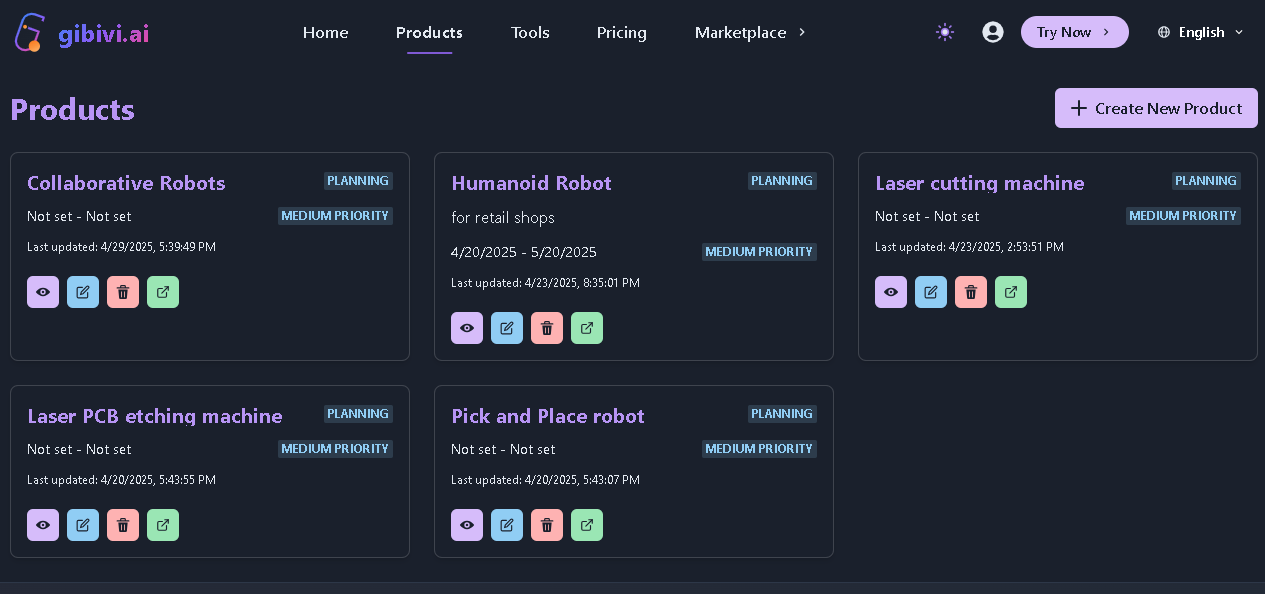 gibivi.ai
Home Products Tools Pricing Marketplace Try Now English
Products
Create New Product
Collaborative Robots PLANNING
Not set - Not set MEDIUM PRIORITY
Last updated: 4/29/2025, 5:39:49 PM
Humanoid Robot PLANNING
for retail shops
4/20/2025 - 5/20/2025 MEDIUM PRIORITY
Last updated: 4/23/2025, 8:35:01 PM
Laser cutting machine PLANNING
Not set - Not set MEDIUM PRIORITY
Last updated: 4/23/2025, 2:53:51 PM
Laser PCB etching machine PLANNING
Not set - Not set MEDIUM PRIORITY
Last updated: 4/20/2025, 5:43:55 PM
Pick and Place robot PLANNING
Not set - Not set MEDIUM PRIORITY
Last updated: 4/20/2025, 5:43:07 PM